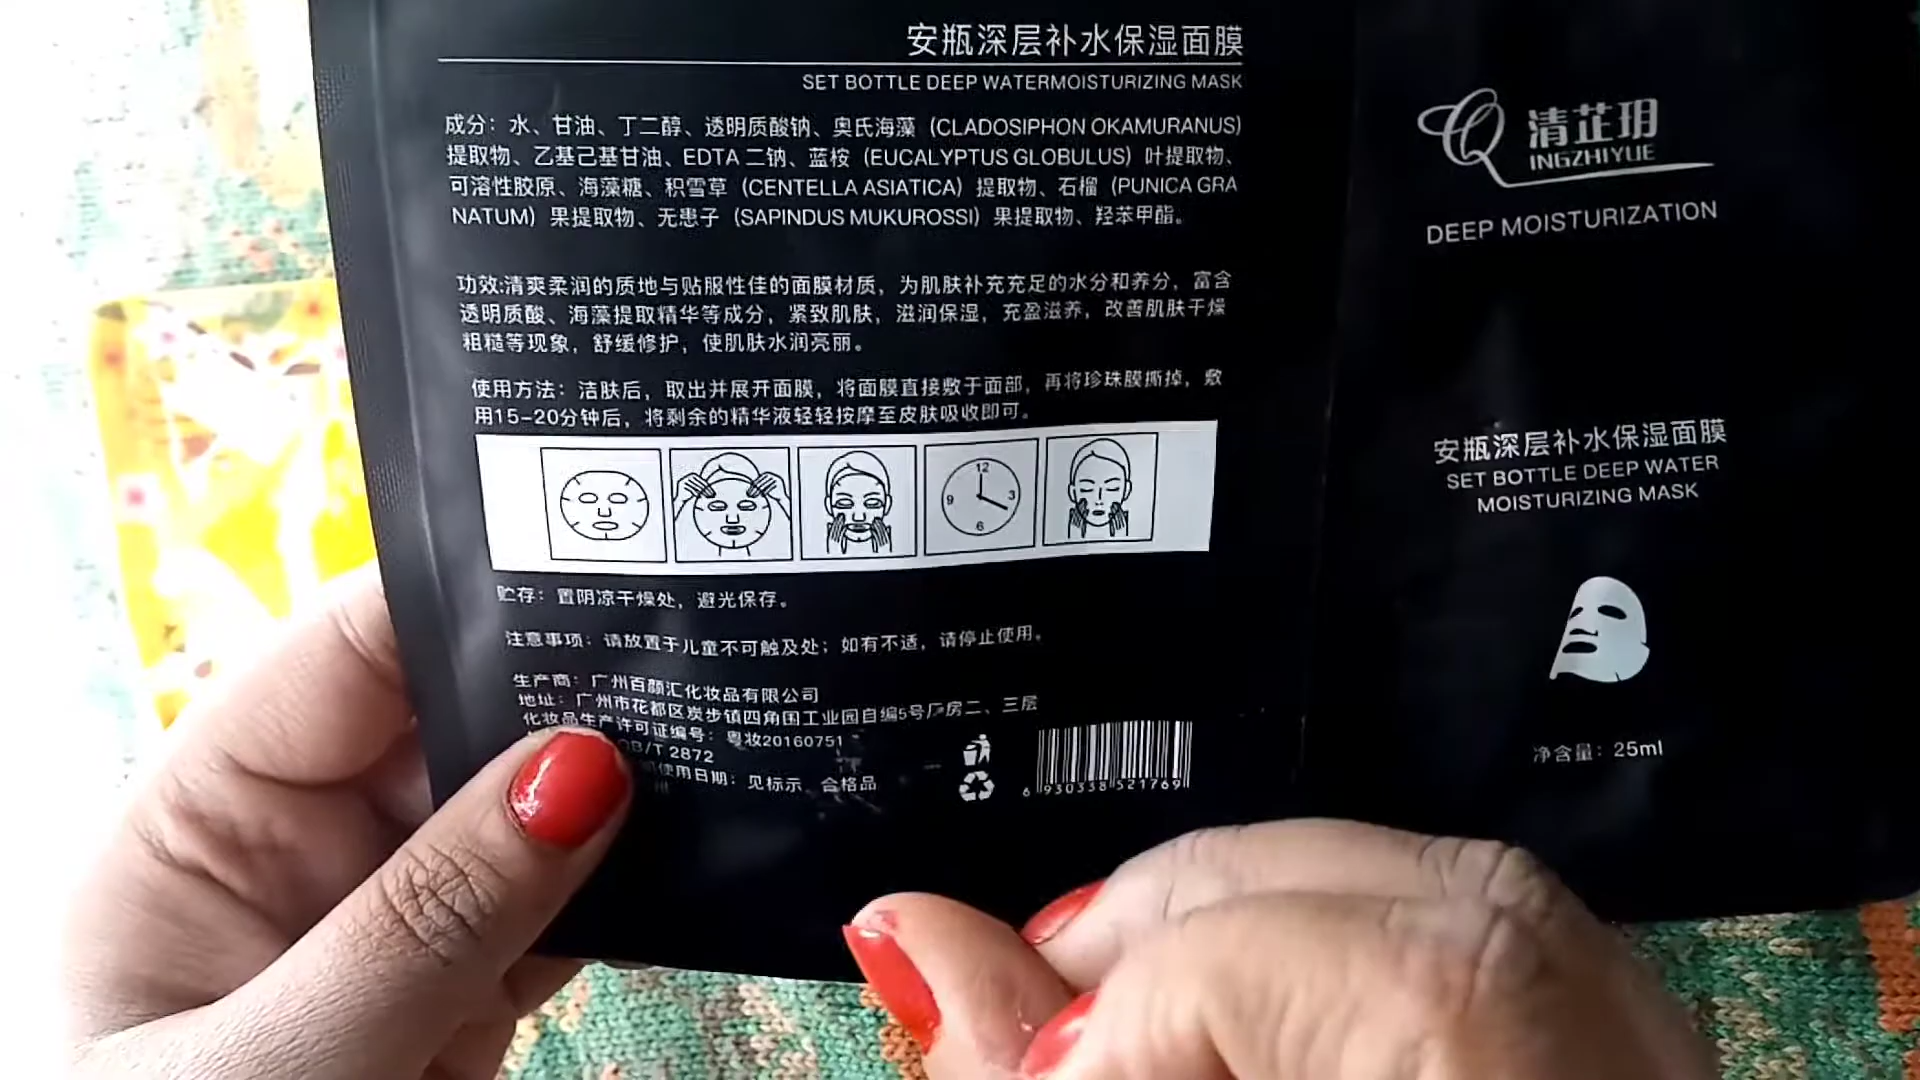 安瓶深层补水保湿面膜
SET BOTTLE DEEP WATERMOISTURIZING MASK
成分：水、甘油、丁二醇、透明质酸钠、奥氏海藻（CLADOSIPHON OKAMURANUS)
提取物、乙基己基甘油、EDTA 二钠、蓝桉（EUCALYPTUS GLOBULUS）叶提取物、
可溶性胶原、海藻糖、积雪草（CENTELLA ASIATICA）提取物、石榴（PUNICA GRA
NATUM）果提取物、无患子（SAPINDUS MUKUROSSI）果提取物、羟苯甲酯。
功效:清爽柔润的质地与贴服性佳的面膜材质，为肌肤补充充足的水分和养分，富含
透明质酸、海藻提取精华等成分，紧致肌肤，滋润保湿，充盈滋养，改善肌肤干燥
粗糙等现象，舒缓修护，使肌肤水润亮丽。
使用方法：洁肤后，取出并展开面膜，将面膜直接敷于面部，再将珍珠膜撕掉，敷
用15-20分钟后，将剩余的精华液轻轻按摩至皮肤吸收即可。
12
9
3
6
贮存：置阴凉干燥处，避光保存。
注意事项：请放置于儿童不可触及处；如有不适，请停止使用。
生产商：广州百颜汇化妆品有限公司
地址：广州市花都区炭步镇四角围工业园自编5号厂房二、三层
化妆品生产许可证编号：粤妆20160751
QB/T 2872
使用日期：见标示 合格品
6 930338 521769
清芷玥
QINGZHIYUE
DEEP MOISTURIZATION
安瓶深层补水保湿面膜
SET BOTTLE DEEP WATER
MOISTURIZING MASK
净含量：25ml